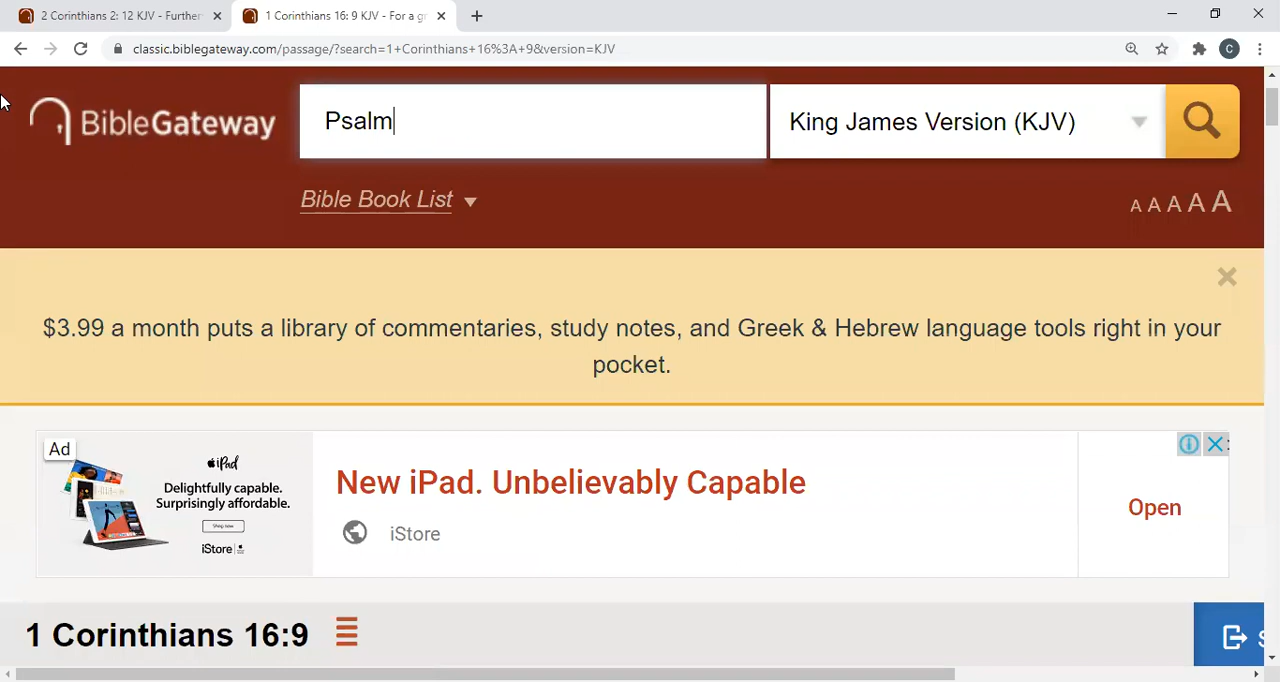 2 Corinthians 2: 12 KJV - Further
1 Corinthians 16: 9 KJV - For a gr
classic.biblegateway.com/passage/?search=1+Corinthians+16%3A+9&version=KJV
C
BibleGateway
Psalm
King James Version (KJV)
Bible Book List
A A A A A
$3.99 a month puts a library of commentaries, study notes, and Greek & Hebrew language tools right in your
pocket.
Ad
iPad
Delightfully capable.
Surprisingly affordable.
iStore
New iPad. Unbelievably Capable
iStore
Open
1 Corinthians 16:9